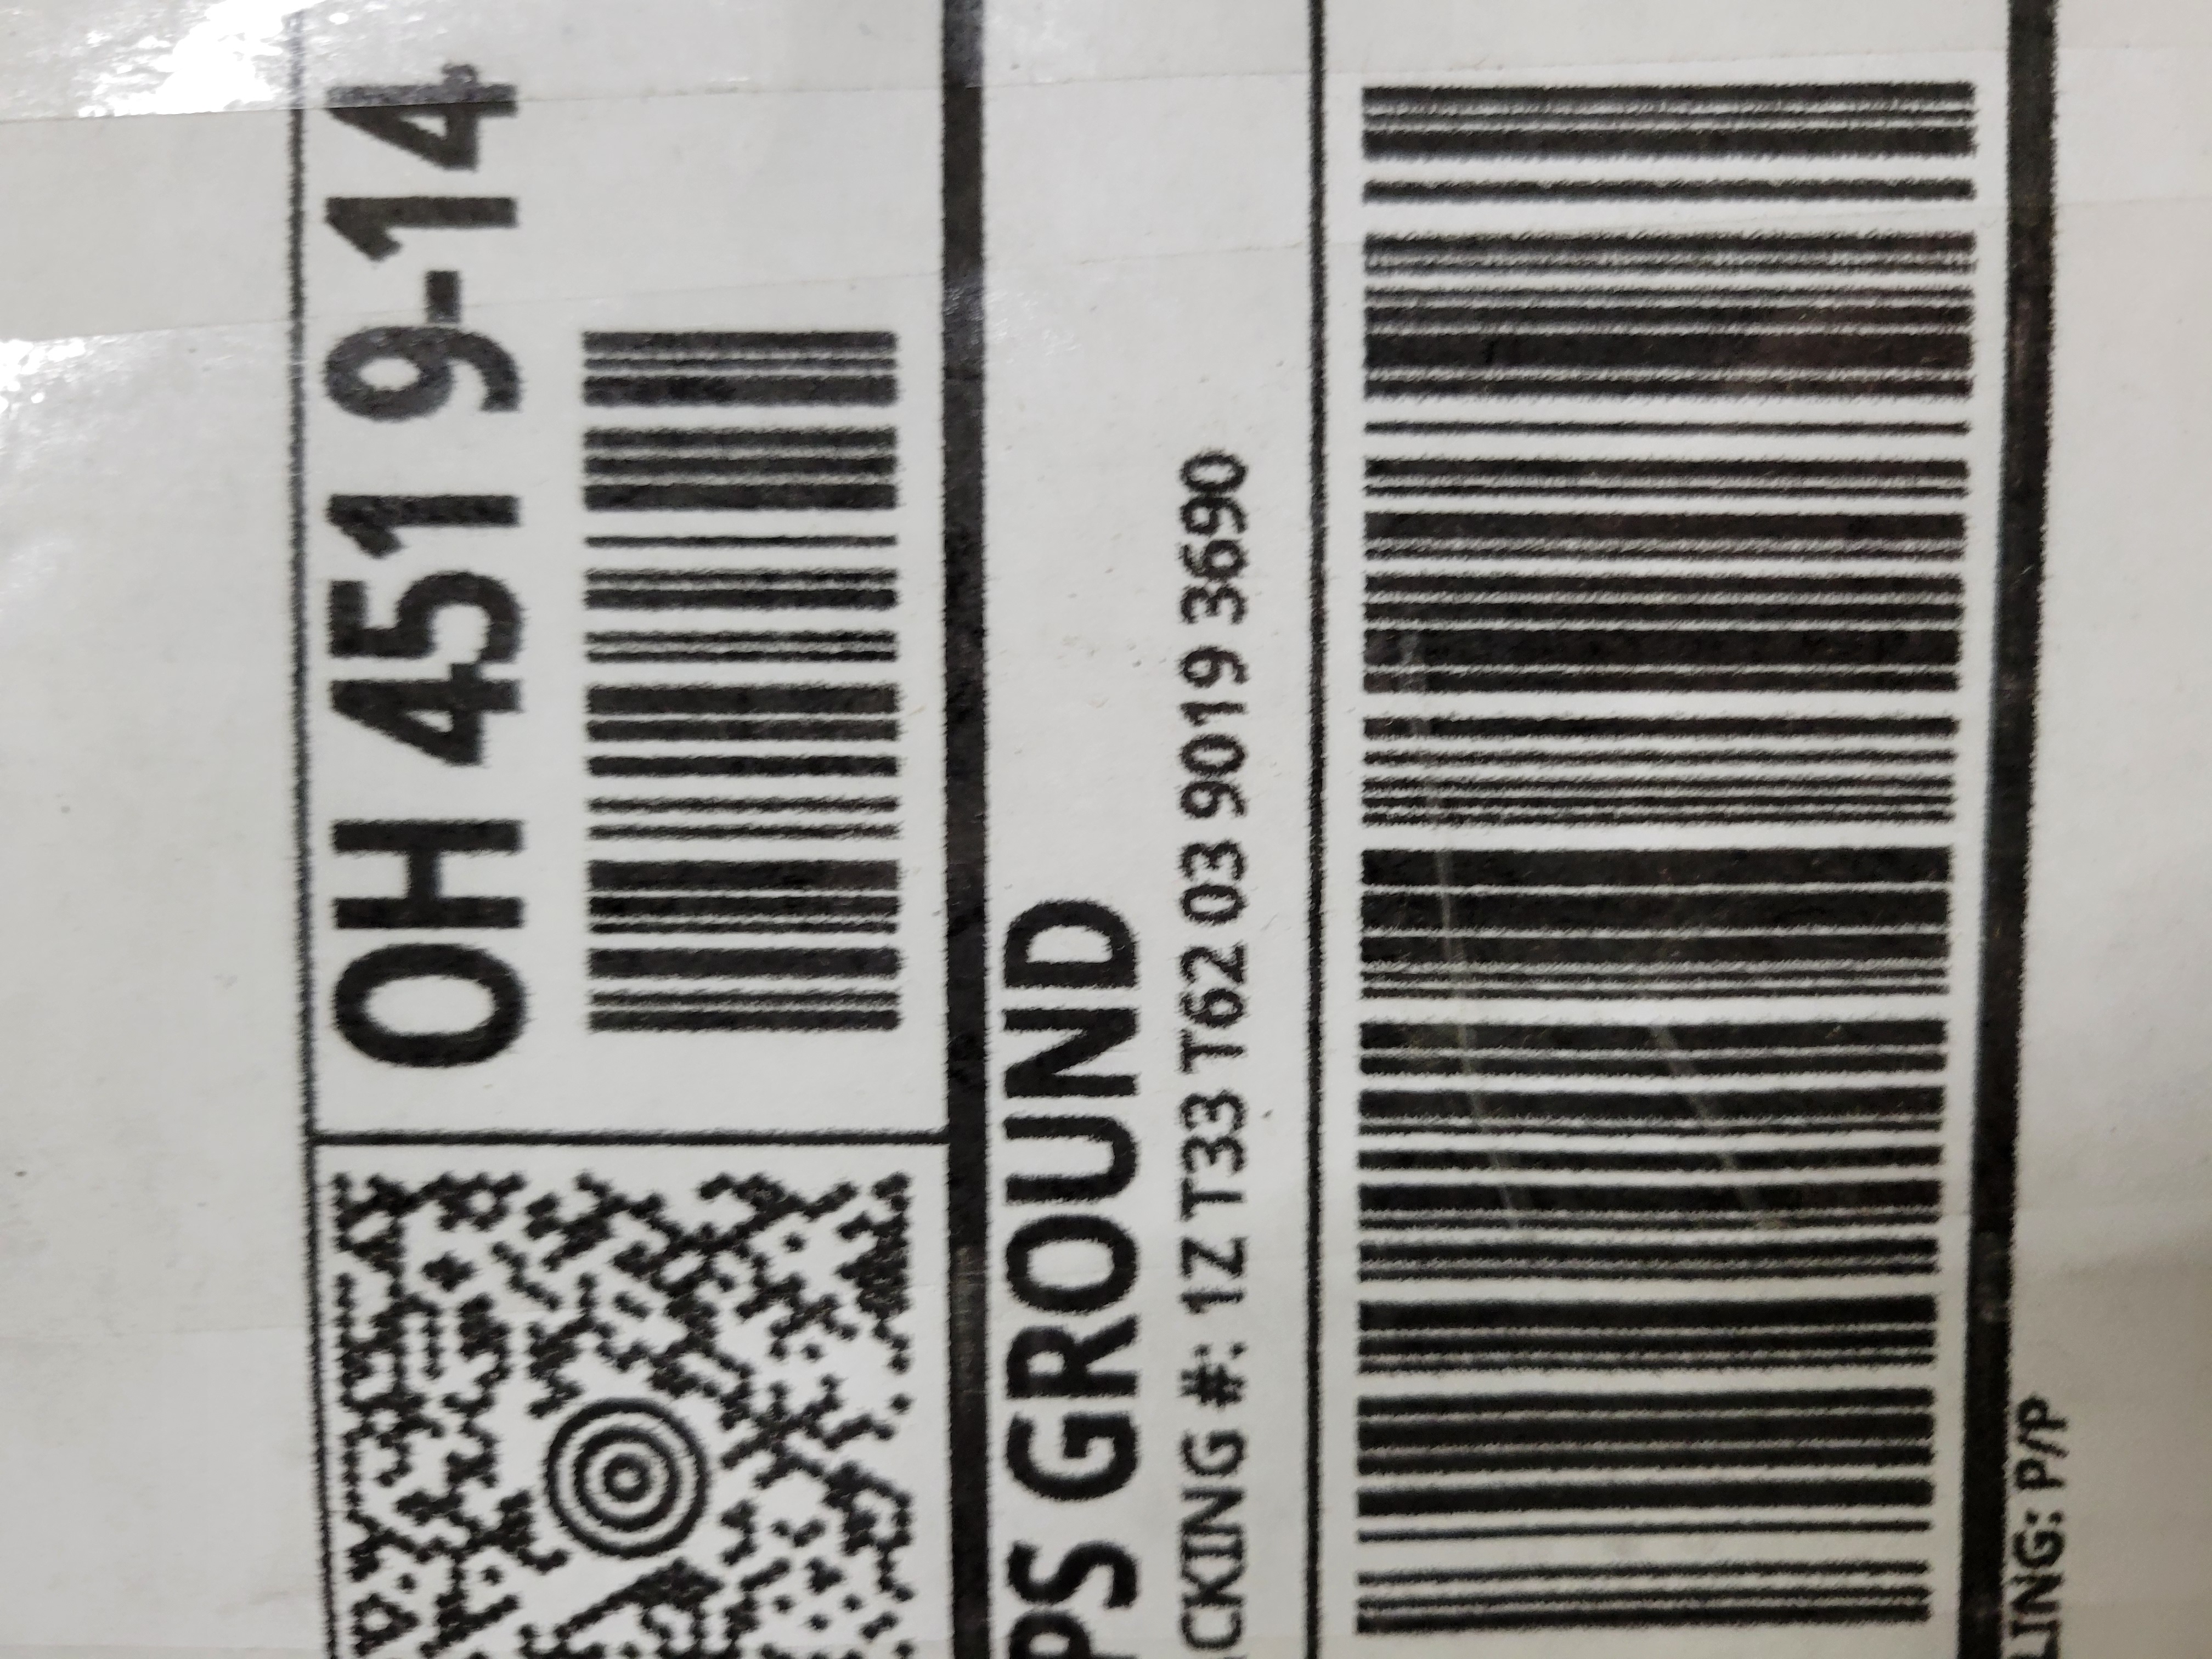 OH 451 9-14
PS GROUND
CKING #: 1Z T33 T62 03 9019 3690
LING: P/P